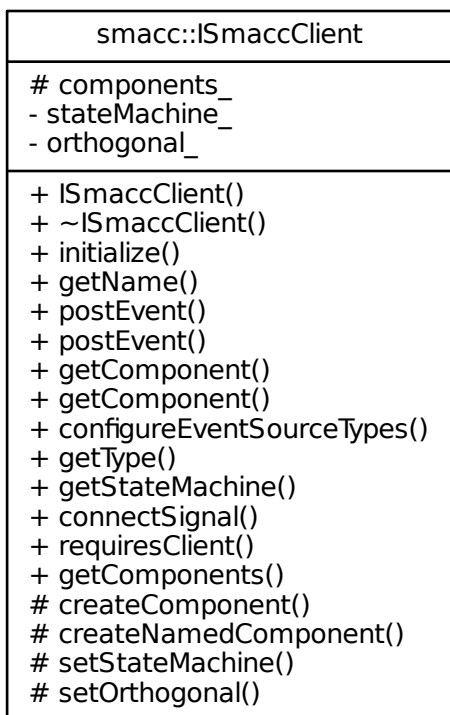 smacc::ISmaccClient
# components_
- stateMachine_
- orthogonal_
+ ISmaccClient()
+ ~ISmaccClient()
+ initialize()
+ getName()
+ postEvent()
+ postEvent()
+ getComponent()
+ getComponent()
+ configureEventSourceTypes()
+ getType()
+ getStateMachine()
+ connectSignal()
+ requiresClient()
+ getComponents()
# createComponent()
# createNamedComponent()
# setStateMachine()
# setOrthogonal()